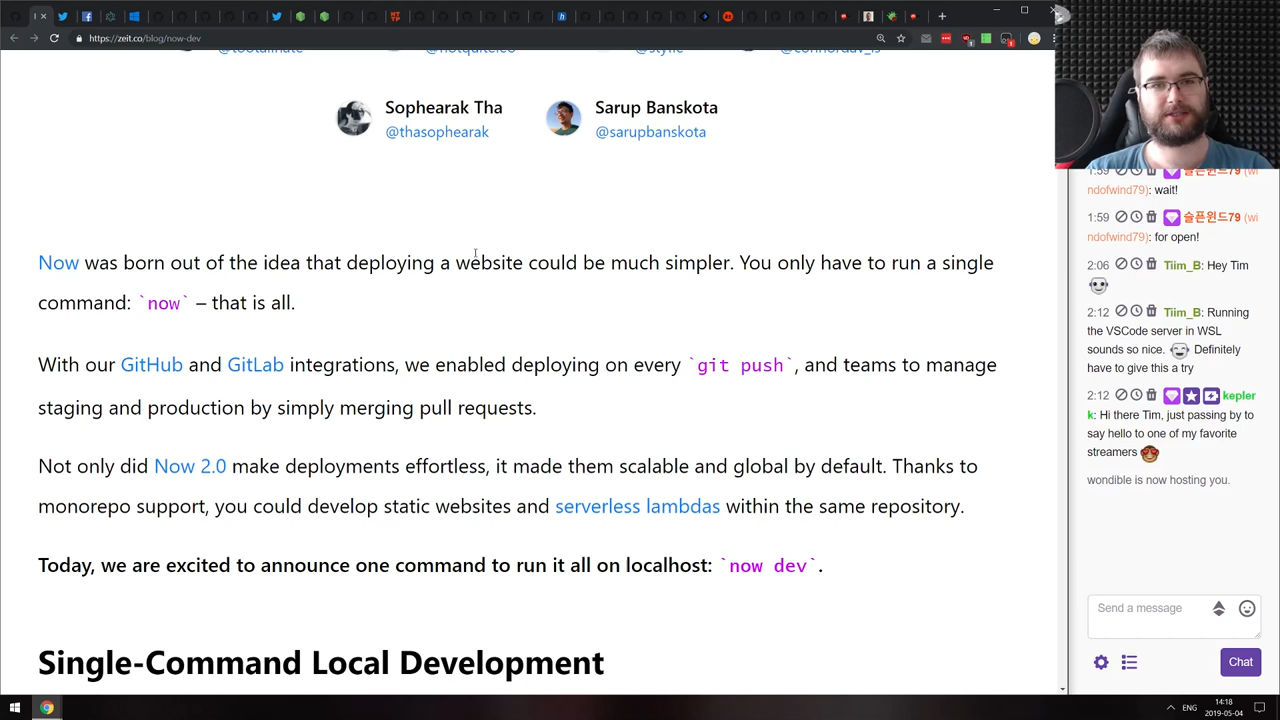 https://zeit.co/blog/now-dev
Sophearak Tha
@thasophearak
Sarup Banskota
@sarupbanskota
Now was born out of the idea that deploying a website could be much simpler. You only have to run a single
command: `now` – that is all.
With our GitHub and GitLab integrations, we enabled deploying on every `git push`, and teams to manage
staging and production by simply merging pull requests.
Not only did Now 2.0 make deployments effortless, it made them scalable and global by default. Thanks to
monorepo support, you could develop static websites and serverless lambdas within the same repository.
Today, we are excited to announce one command to run it all on localhost: `now dev`.
Single-Command Local Development
1:59 슬픈윈드79 (wi
ndofwind79): wait!
1:59 슬픈윈드79 (wi
ndofwind79): for open!
2:06 Tiim_B: Hey Tim
2:12 Tiim_B: Running
the VSCode server in WSL
sounds so nice. Definitely
have to give this a try
2:12 kepler
k: Hi there Tim, just passing by to
say hello to one of my favorite
streamers
wondible is now hosting you.
Send a message
Chat
ENG
14:18
2019-05-04